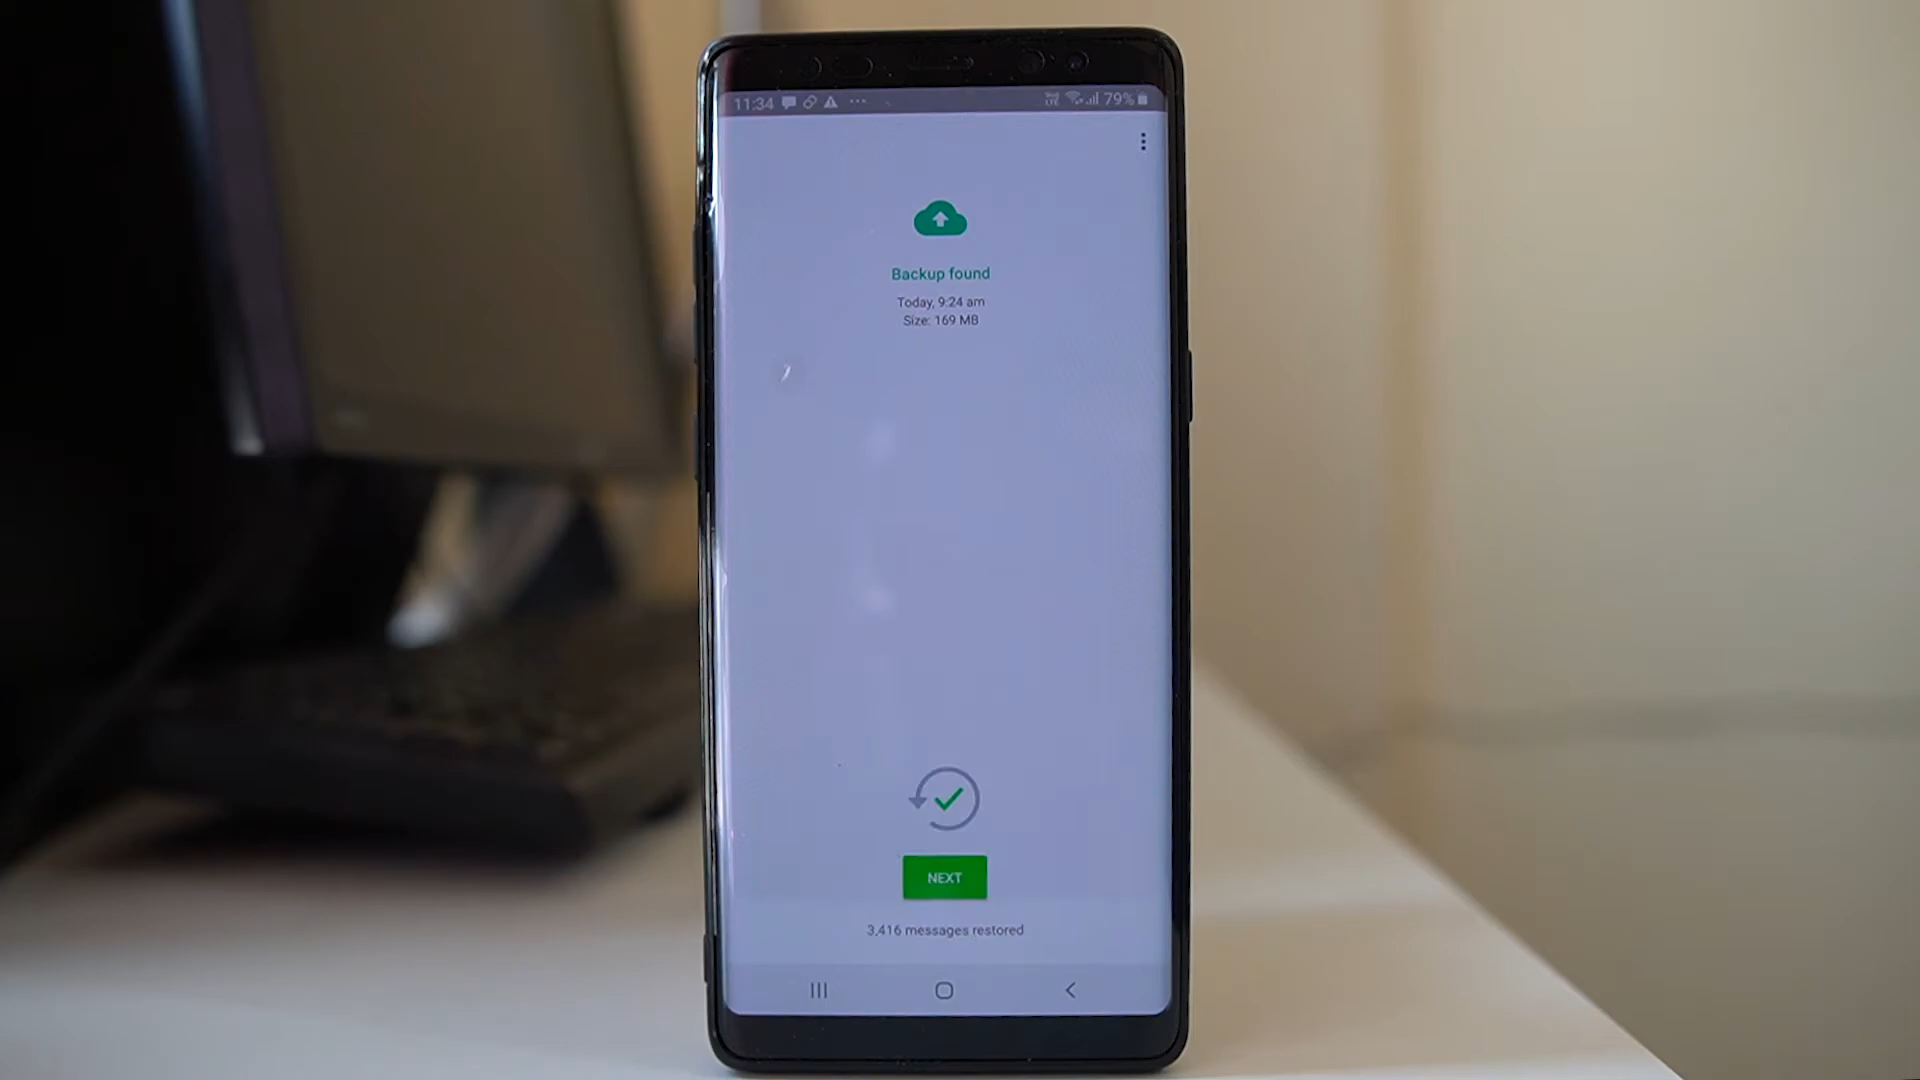 11:34 79%
Backup found
Today, 9:24 am
Size: 169 MB
NEXT
3,416 messages restored